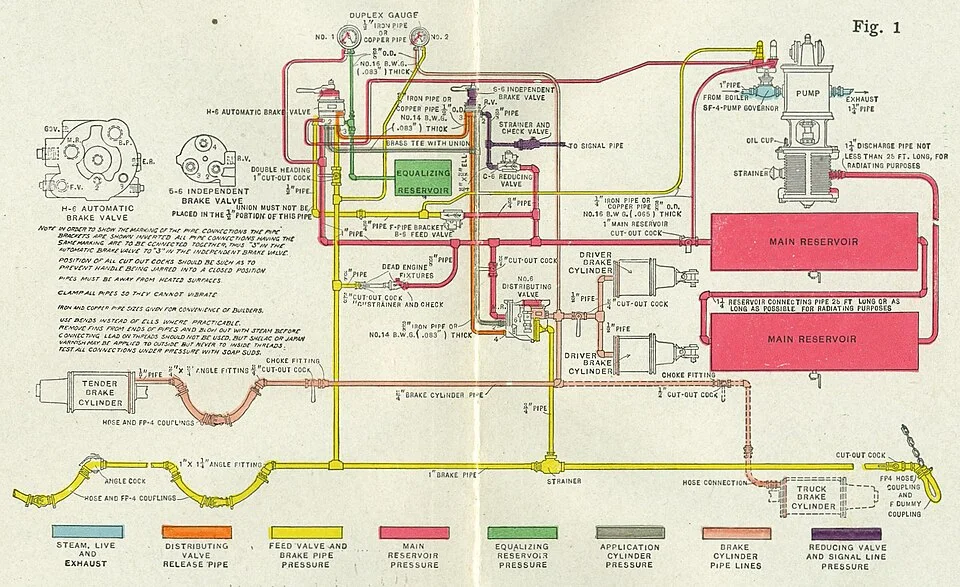 Fig. 1
DUPLEX GAUGE
1/4" IRON PIPE
OR
COPPER PIPE
NO. 1
NO. 2
O.D.
NO.16 B.W.G.
(.083") THICK
H-6 AUTOMATIC BRAKE VALVE
IRON PIPE OR
COPPER PIPE
O.D.
NO.14 B.W.G.
(.083") THICK
BRASS TEE WITH UNION
S-6 INDEPENDENT
BRAKE VALVE
R.V.
PIPE
STRAINER AND
CHECK VALVE
TO SIGNAL PIPE
C-6 REDUCING
VALVE
1" PIPE
FROM BOILER
SF-4-PUMP GOVERNOR
PUMP
EXHAUST
1 1/4" PIPE
OIL CUP
STRAINER
1 1/4" DISCHARGE PIPE NOT
LESS THAN 25 FT. LONG, FOR
RADIATING PURPOSES
GOV.
M.R.
B.P.
E.R.
F.V.
3
2
H-6 AUTOMATIC
BRAKE VALVE
R.V.
S-6 INDEPENDENT
BRAKE VALVE
DOUBLE HEADING
1" CUT-OUT COCK
PIPE
EQUALIZING
RESERVOIR
UNION MUST NOT BE
PLACED IN THE PORTION OF THIS PIPE
PIPE
PIPE
F-PIPE BRACKET
B-6 FEED VALVE
3/4" PIPE
1/4" IRON PIPE OR O.D.
NO.16 B.W.G. (.065) THICK
1" MAIN RESERVOIR
CUT-OUT COCK
MAIN RESERVOIR
1 1/4" RESERVOIR CONNECTING PIPE 25 FT LONG OR AS
LONG AS POSSIBLE FOR RADIATING PURPOSES
MAIN RESERVOIR
NOTE IN ORDER TO SHOW THE MARKING OF THE PIPE CONNECTIONS THE PIPE
BRACKETS ARE SHOWN INVERTED ALL PIPE CONNECTIONS HAVING THE
SAME MARKING ARE TO BE CONNECTED TOGETHER, THUS "3" IN THE
AUTOMATIC BRAKE VALVE TO "3" IN THE INDEPENDENT BRAKE VALVE.
POSITION OF ALL CUT OUT COCKS SHOULD BE SUCH AS TO
PREVENT HANDLE BEING JARRED INTO A CLOSED POSITION
PIPES MUST BE AWAY FROM HEATED SURFACES.
CLAMP ALL PIPES SO THEY CANNOT VIBRATE
IRON AND COPPER PIPE SIZES GIVEN FOR CONVENIENCE OF BUILDERS.
USE BENDS INSTEAD OF ELLS WHERE PRACTICABLE.
REMOVE FINS FROM ENDS OF PIPES AND BLOW OUT WITH STEAM BEFORE
CONNECTING LEAD ON THREADS SHOULD NOT BE USED, BUT SHELAC OR JAPAN
VARNISH MAY BE APPLIED TO OUTSIDE BUT NEVER TO INSIDE THREADS.
TEST ALL CONNECTIONS UNDER PRESSURE WITH SOAP SUDS.
PIPE
DEAD ENGINE
FIXTURES
CUT-OUT COCK
STRAINER AND CHECK
CUT-OUT COCK
NO.6
DISTRIBUTING
VALVE
IRON PIPE OR
NO.14 B.W.G. (.083") THICK
DRIVER
BRAKE
CYLINDER
PIPE
CUT-OUT COCK
DRIVER
BRAKE
CYLINDER
TENDER
BRAKE
CYLINDER
PIPE
ANGLE FITTINGS
CHOKE FITTING
CUT-OUT COCK
HOSE AND FP-4 COUPLINGS
BRAKE CYLINDER PIPE
3/4" PIPE
CHOKE FITTING
CUT-OUT COCK
1" X 1 1/4" ANGLE FITTING
ANGLE COCK
HOSE AND FP-4 COUPLINGS
1" BRAKE PIPE
STRAINER
HOSE CONNECTION
TRUCK
BRAKE
CYLINDER
CUT-OUT COCK
FP4 HOSE
COUPLING
AND
F DUMMY
COUPLING
STEAM, LIVE
AND
EXHAUST
DISTRIBUTING
VALVE
RELEASE PIPE
FEED VALVE AND
BRAKE PIPE
PRESSURE
MAIN
RESERVOIR
PRESSURE
EQUALIZING
RESERVOIR
PRESSURE
APPLICATION
CYLINDER
PRESSURE
BRAKE
CYLINDER
PIPE LINES
REDUCING VALVE
AND SIGNAL LINE
PRESSURE